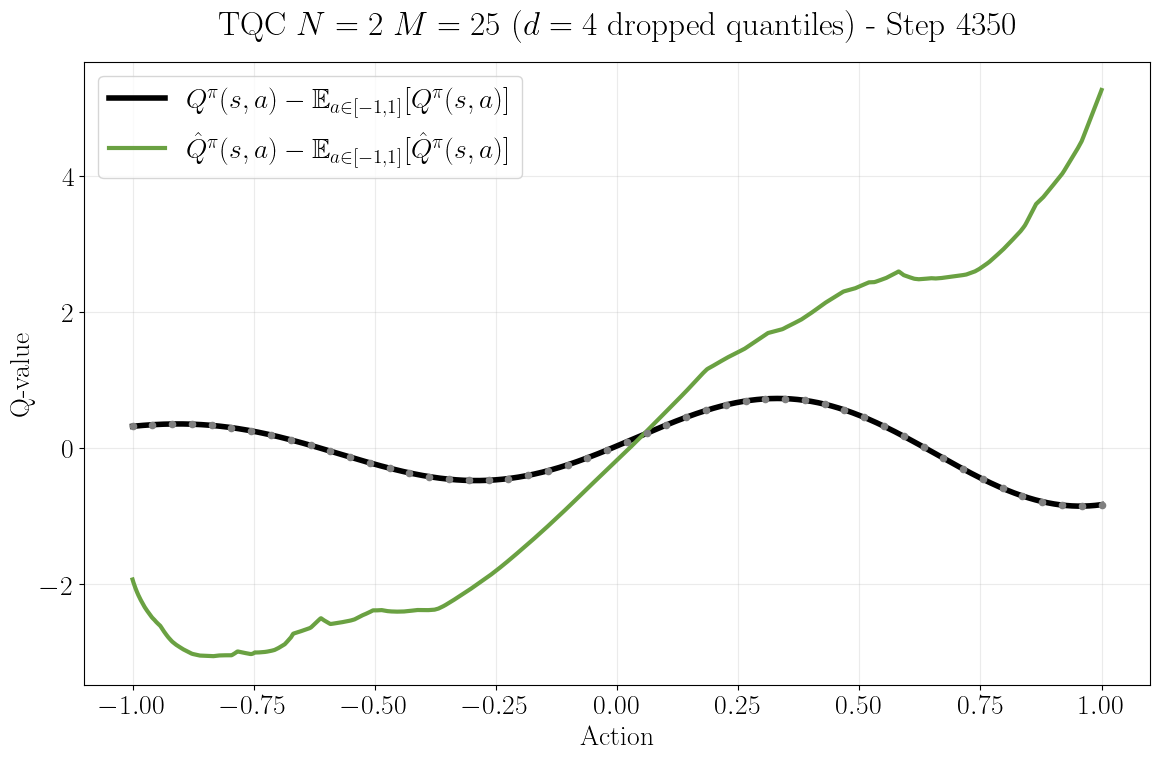 TQC N = 2 M = 25 (d = 4 dropped quantiles) - Step 4350
Q^π(s, a) − 𝔼_{a∈[−1,1]}[Q^π(s, a)]
Q̂^π(s, a) − 𝔼_{a∈[−1,1]}[Q̂^π(s, a)]
4
2
0
−2
Q-value
−1.00 −0.75 −0.50 −0.25 0.00 0.25 0.50 0.75 1.00
Action